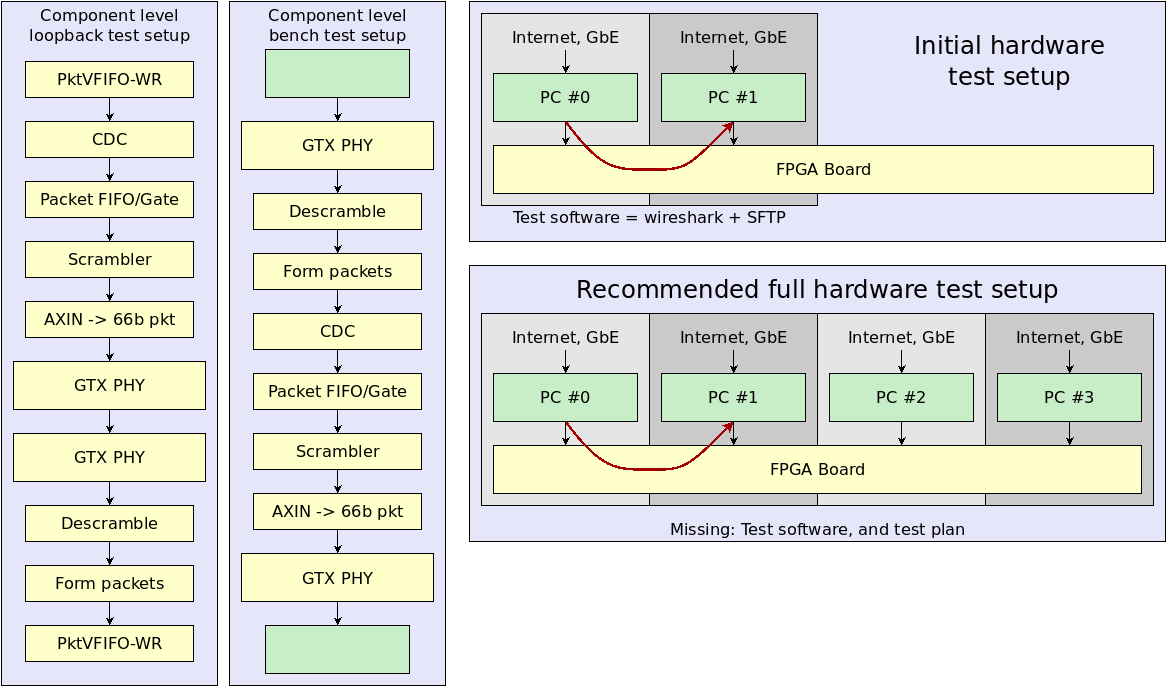 Component level
loopback test setup
PktVFIFO-WR
CDC
Packet FIFO/Gate
Scrambler
AXIN -> 66b pkt
GTX PHY
GTX PHY
Descramble
Form packets
PktVFIFO-WR
Component level
bench test setup
GTX PHY
Descramble
Form packets
CDC
Packet FIFO/Gate
Scrambler
AXIN -> 66b pkt
GTX PHY
Initial hardware
test setup
Internet, GbE
Internet, GbE
PC #0
PC #1
FPGA Board
Test software = wireshark + SFTP
Recommended full hardware test setup
Internet, GbE
Internet, GbE
Internet, GbE
Internet, GbE
PC #0
PC #1
PC #2
PC #3
FPGA Board
Missing: Test software, and test plan